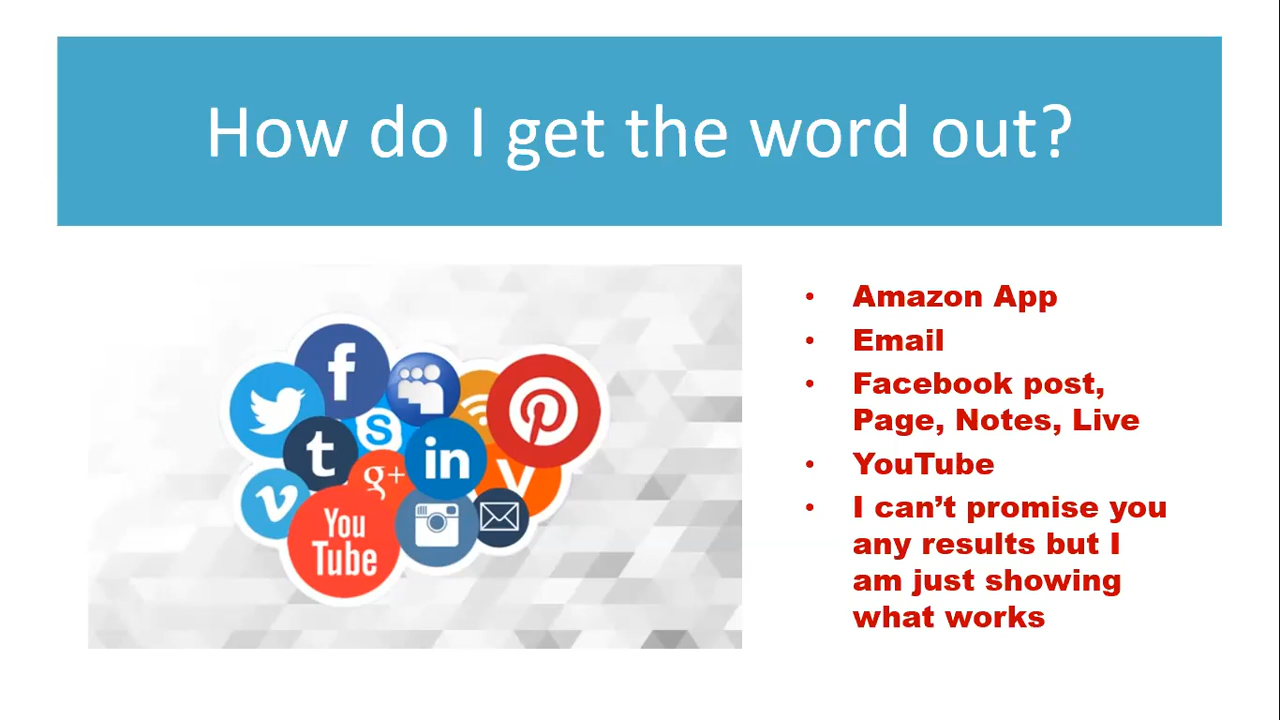 How do I get the word out?
f
t
S
g+
in
v
V
You
Tube
• Amazon App
• Email
• Facebook post,
Page, Notes, Live
• YouTube
• I can’t promise you
any results but I
am just showing
what works